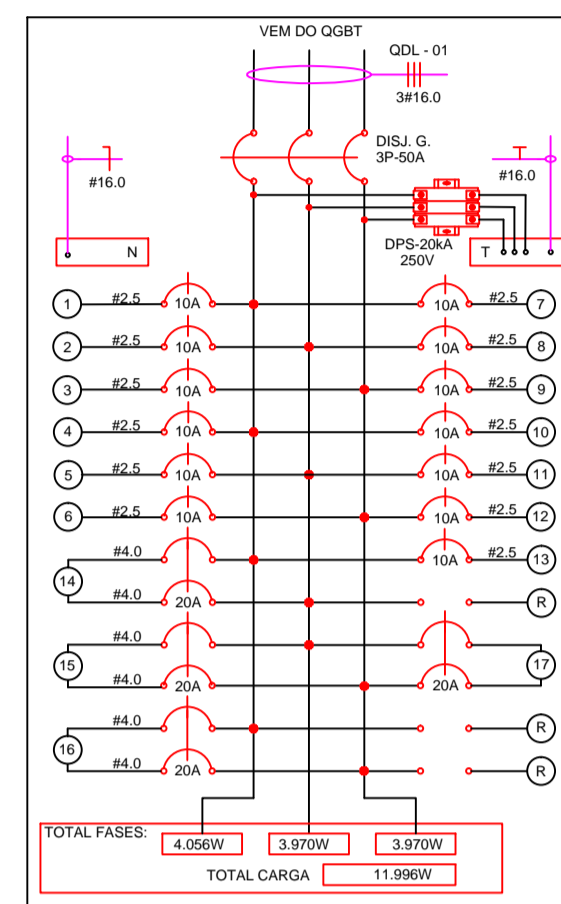 VEM DO QGBT
QDL - 01
3#16.0
DISJ. G.
3P-50A
#16.0
#16.0
DPS-20kA
250V
N
T
1 #2.5 10A 10A #2.5 7
2 #2.5 10A 10A #2.5 8
3 #2.5 10A 10A #2.5 9
4 #2.5 10A 10A #2.5 10
5 #2.5 10A 10A #2.5 11
6 #2.5 10A 10A #2.5 12
#4.0 10A #2.5 13
14
#4.0 20A R
#4.0
15 17
#4.0 20A 20A
#4.0 R
16
#4.0 20A R
TOTAL FASES:
4.056W 3.970W 3.970W
TOTAL CARGA 11.996W